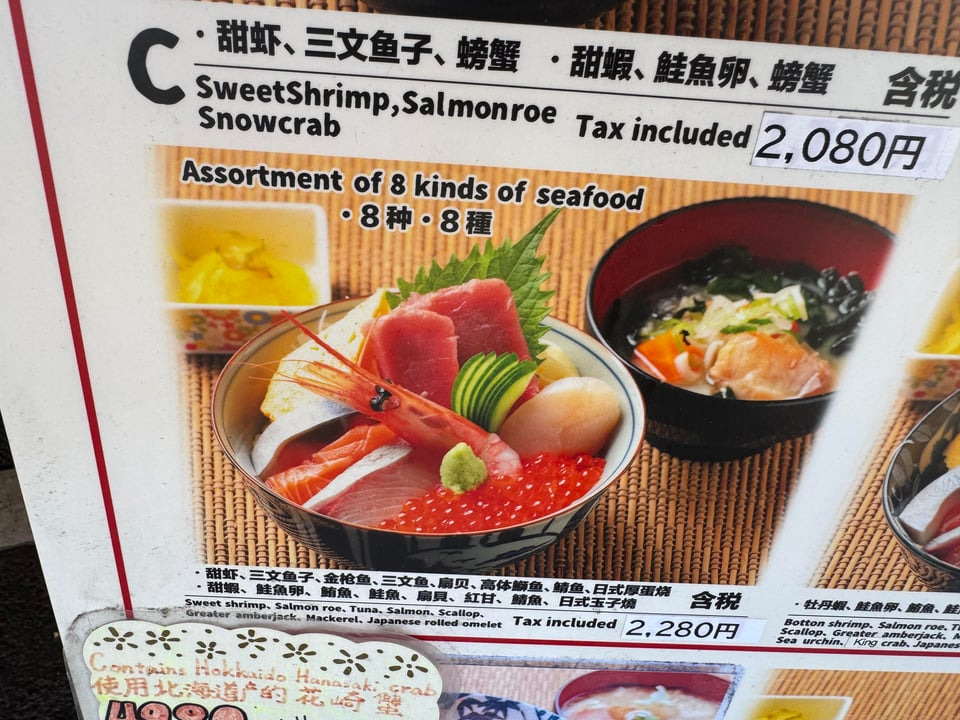 C ・甜虾、三文鱼子、螃蟹 ・甜蝦、鮭魚卵、螃蟹 含税
SweetShrimp,Salmonroe
Snowcrab
Tax included 2,080円
Assortment of 8 kinds of seafood
・8种・8種
・甜虾、三文鱼子、金枪鱼、三文鱼、扇贝、高体鰤鱼、鲭鱼、日式厚蛋烧
・甜蝦、鮭魚卵、鮪魚、鮭魚、扇貝、紅甘、鯖魚、日式玉子燒 含税
Sweet shrimp, Salmon roe, Tuna, Salmon, Scallop,
Greater amberjack, Mackerel, Japanese rolled omelet Tax included 2,280円
・牡丹蝦、鮭魚卵、鮪魚、鮭
Botton shrimp, Salmon roe,
Scallop, Greater amberjack,
Sea urchin, King crab, Japanes
Contains Hokkaido Hanasaki crab
使用北海道产的花崎蟹